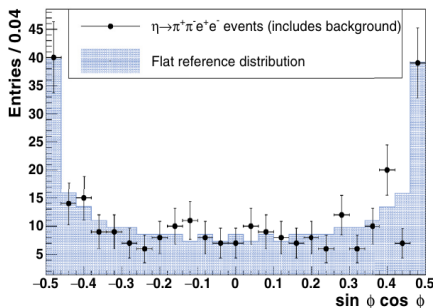 η→π⁺π⁻e⁺e⁻ events (includes background)
Flat reference distribution
Entries / 0.04
45
40
35
30
25
20
15
10
5
−0.5 −0.4 −0.3 −0.2 −0.1 0 0.1 0.2 0.3 0.4 0.5
sin ϕ cos ϕ